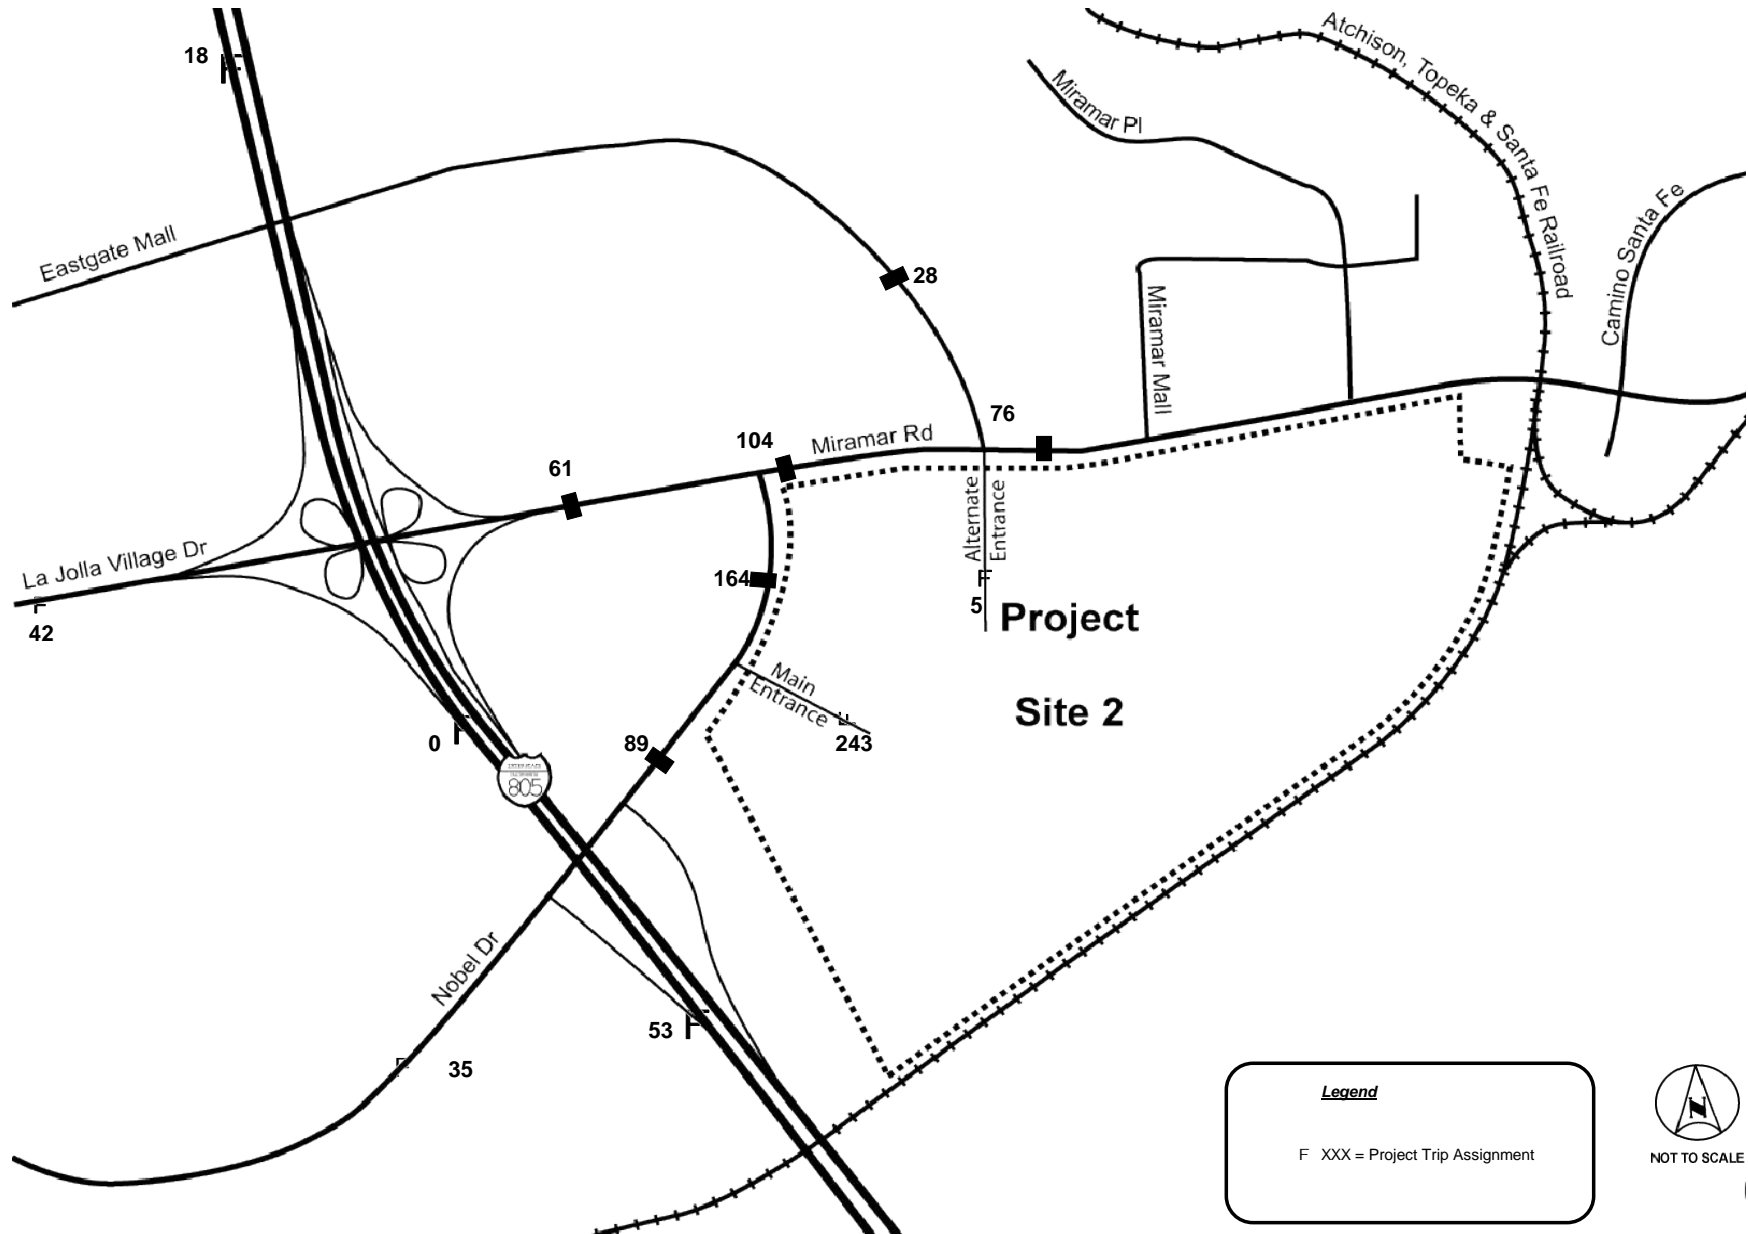 18
Atchison, Topeka & Santa Fe Railroad
Miramar Pl
Eastgate Mall
Camino Santa Fe
28
Miramar Mall
76
Miramar Rd
104
61
La Jolla Village Dr
42
Alternate
Entrance
164
F
5
Project
Main
Entrance
Site 2
243
0
89
805
Nobel Dr
53
35
Legend
F XXX = Project Trip Assignment
N
NOT TO SCALE